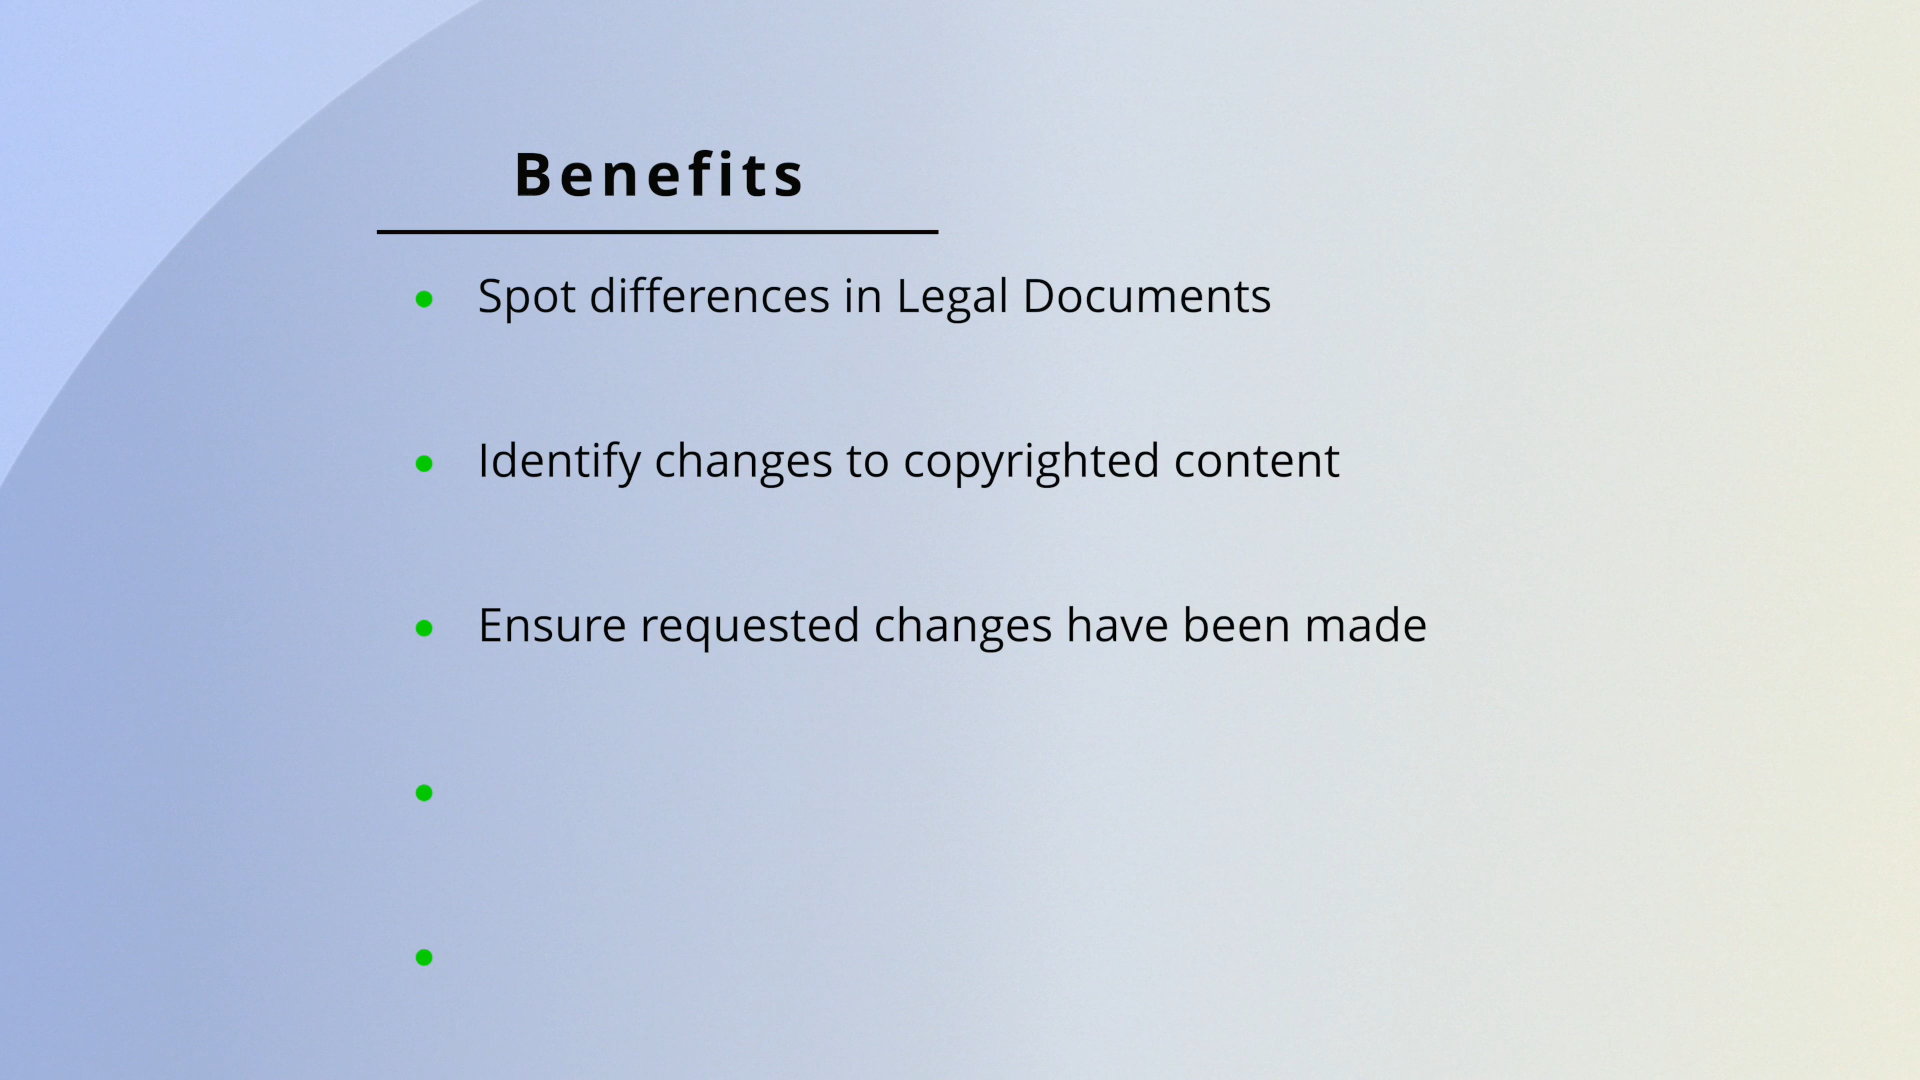 Benefits
• Spot differences in Legal Documents
• Identify changes to copyrighted content
• Ensure requested changes have been made
•
•